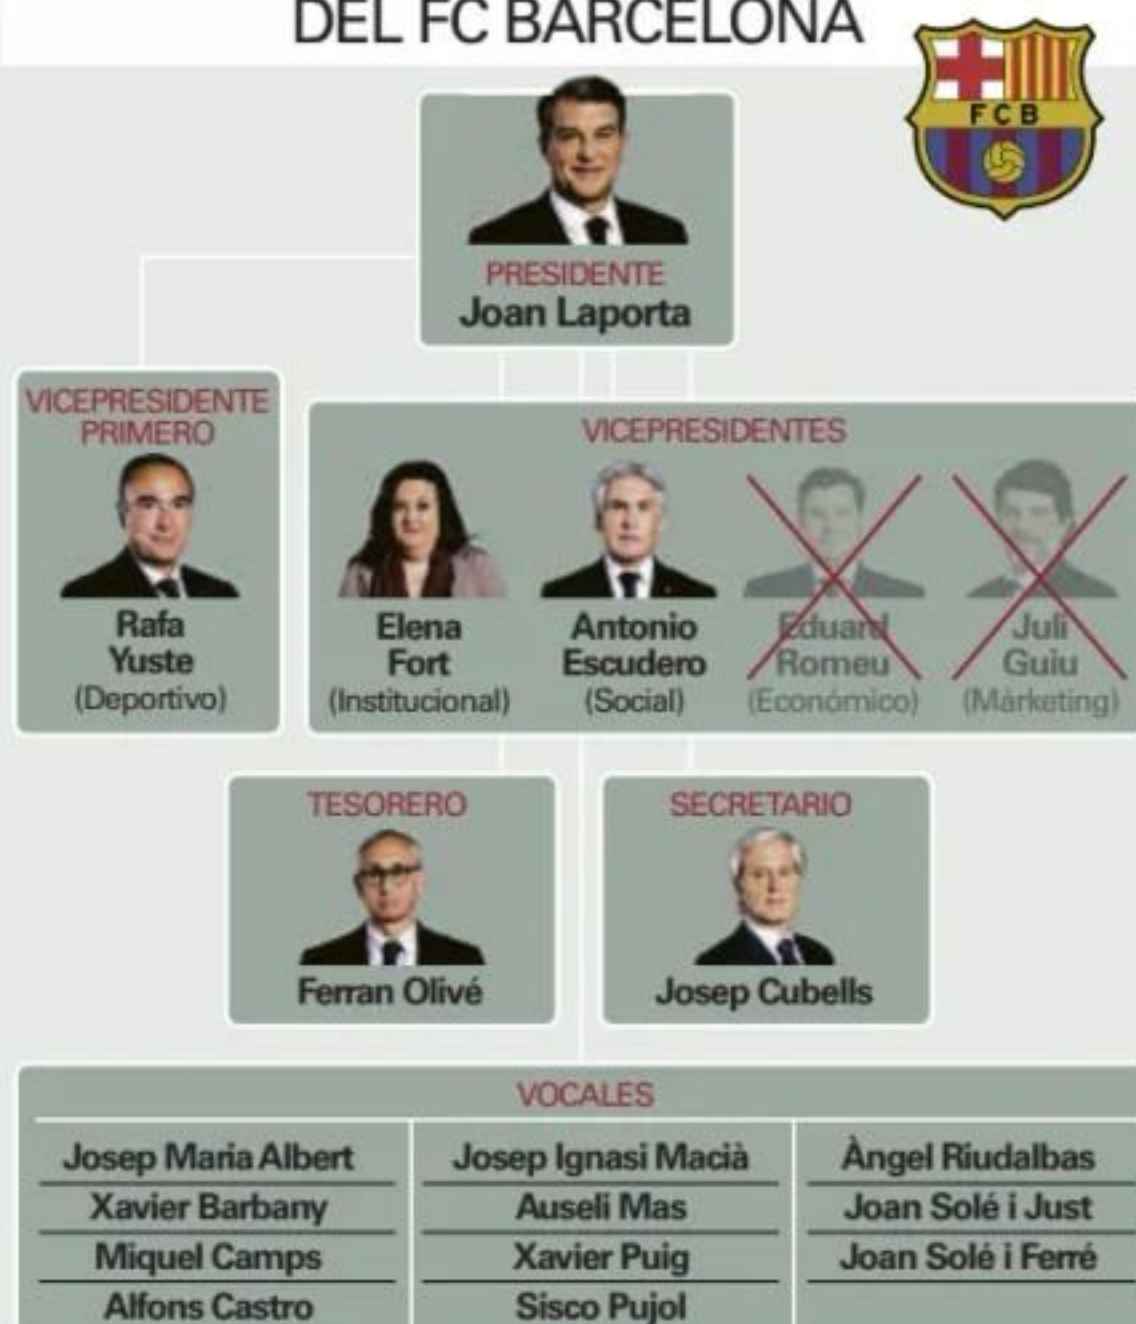 DEL FC BARCELONA
FCB
PRESIDENTE
Joan Laporta
VICEPRESIDENTE
PRIMERO
Rafa
Yuste
(Deportivo)
VICEPRESIDENTES
Elena
Fort
(Institucional)
Antonio
Escudero
(Social)
Eduard
Romeu
(Económico)
Juli
Guiu
(Màrketing)
TESORERO
Ferran Olivé
SECRETARIO
Josep Cubells
VOCALES
Josep Maria Albert
Xavier Barbany
Miquel Camps
Alfons Castro
Josep Ignasi Macià
Auseli Mas
Xavier Puig
Sisco Pujol
Àngel Riudalbas
Joan Solé i Just
Joan Solé i Ferré